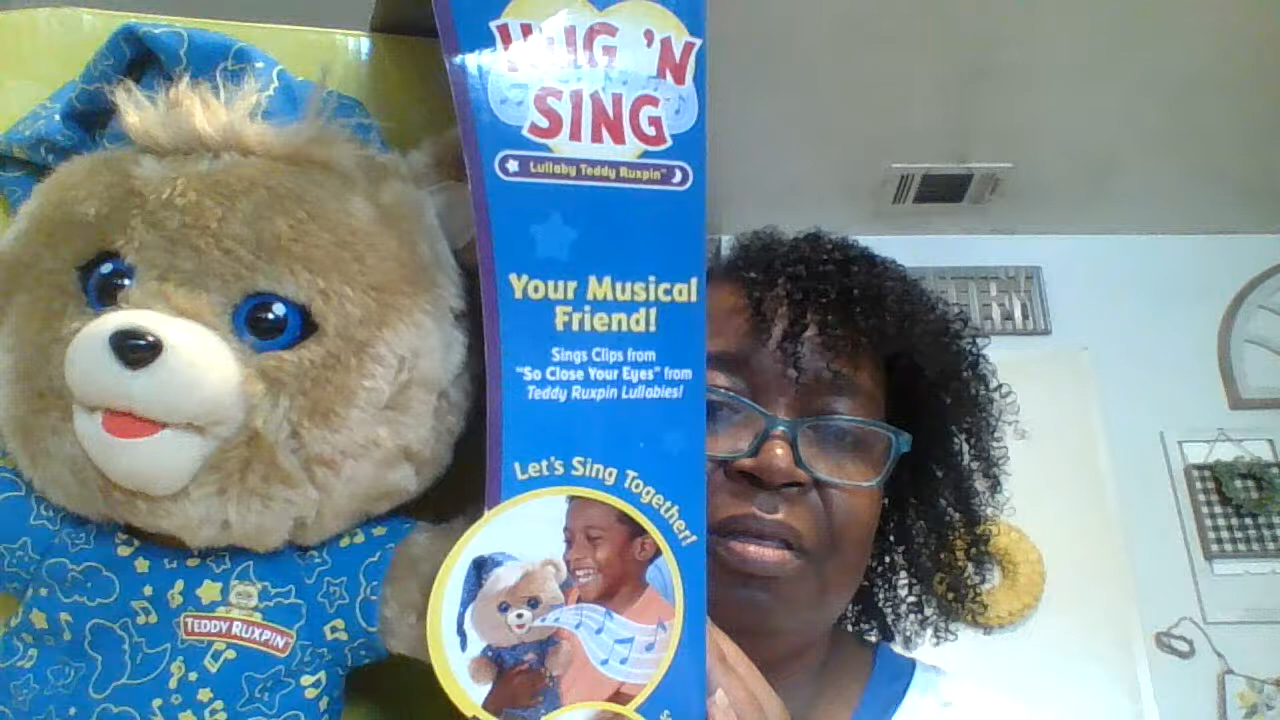 HUG 'N
SING
Lullaby Teddy Ruxpin™
Your Musical
Friend!
Sings Clips from
"So Close Your Eyes" from
Teddy Ruxpin Lullabies!
Let's Sing Together!
TEDDY RUXPIN